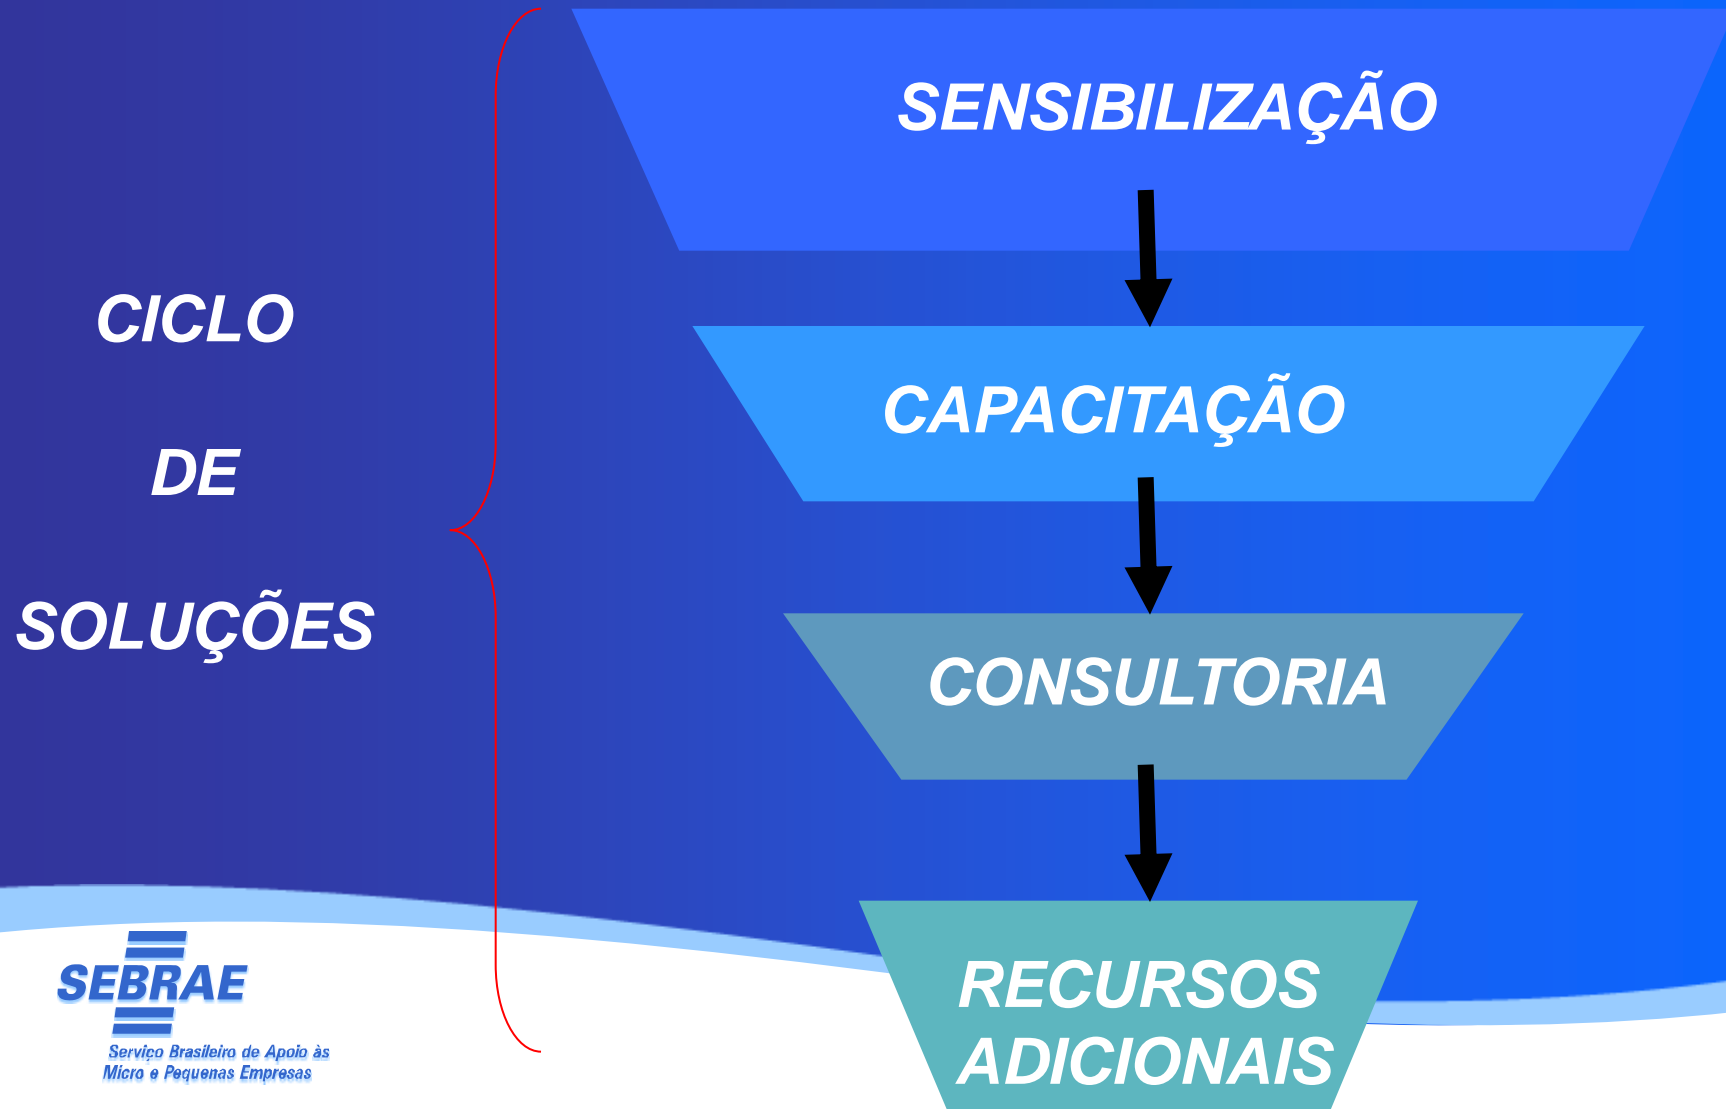 CICLO
DE
SOLUÇÕES
SENSIBILIZAÇÃO
CAPACITAÇÃO
CONSULTORIA
RECURSOS
ADICIONAIS
SEBRAE
Serviço Brasileiro de Apoio às
Micro e Pequenas Empresas